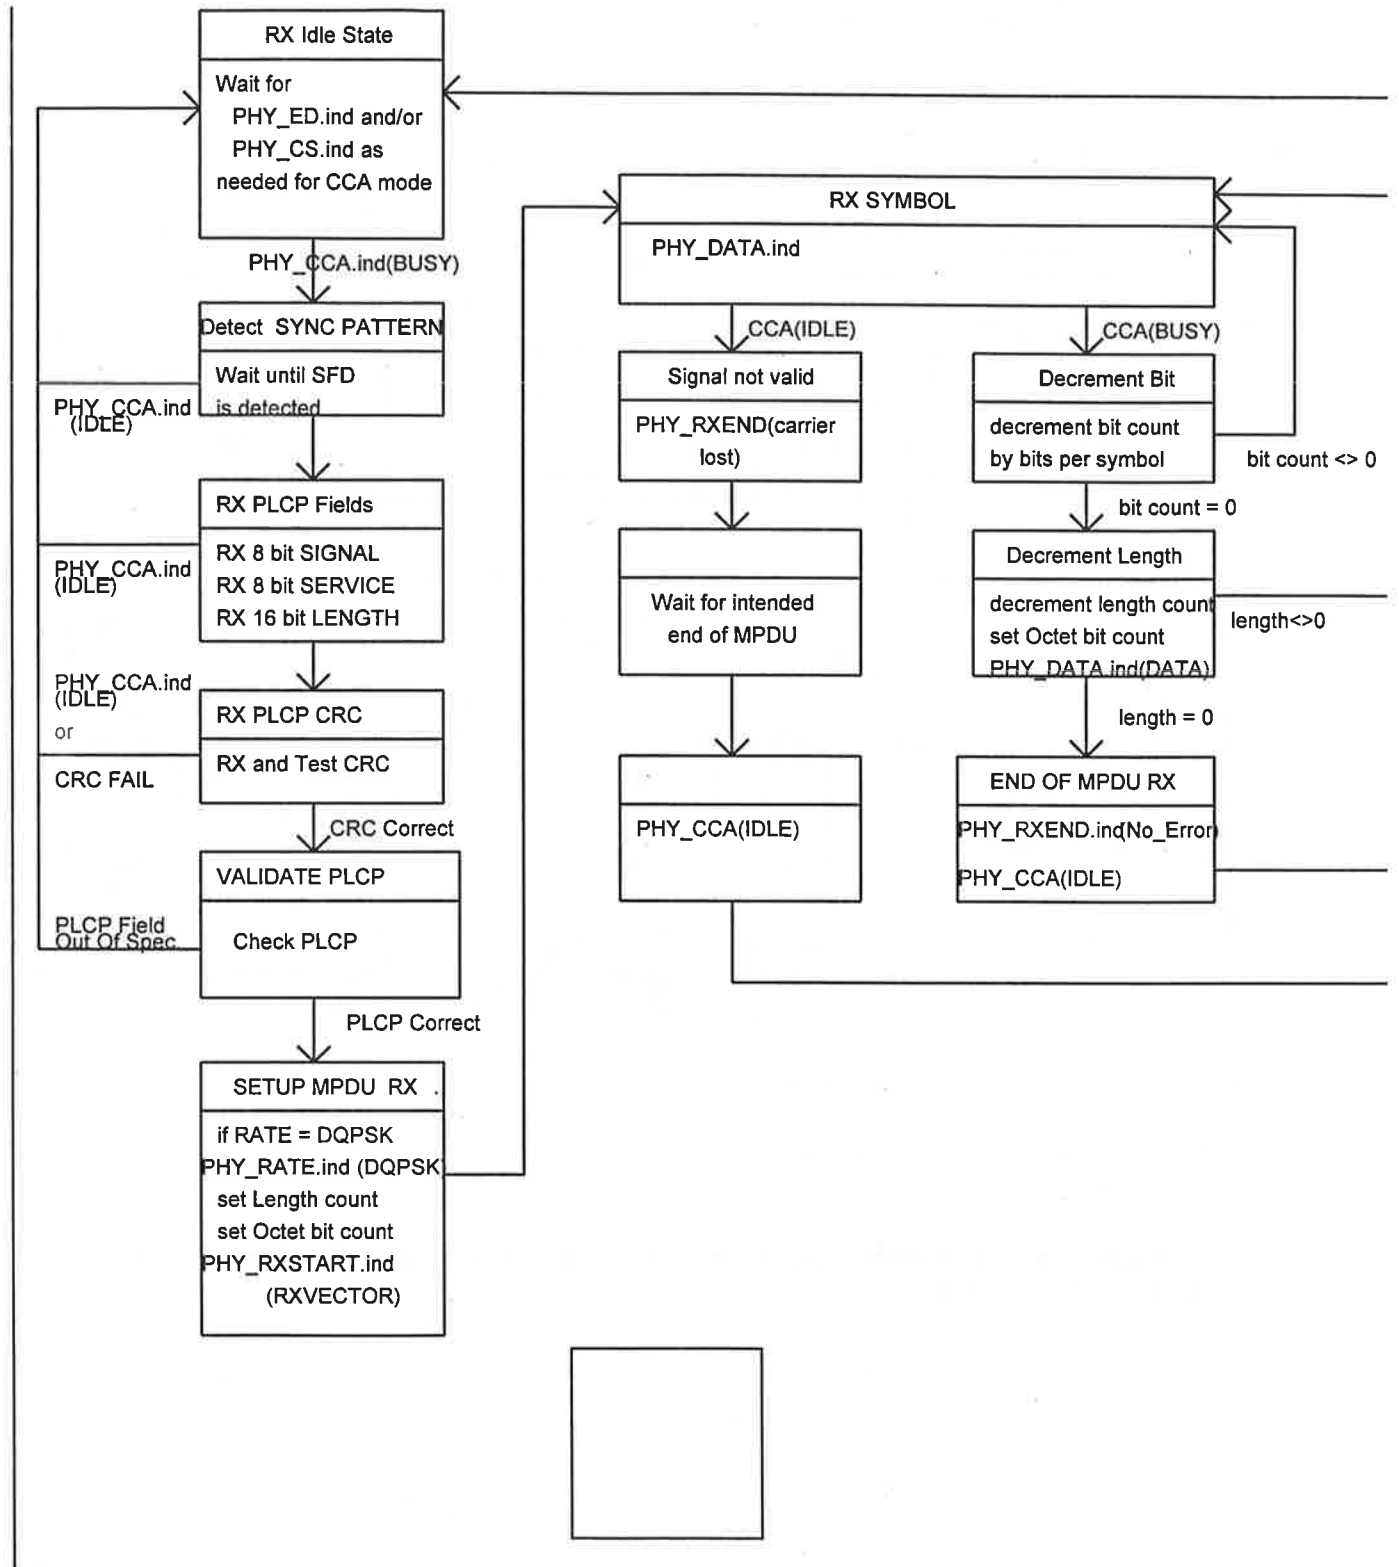 RX Idle State
Wait for
PHY_ED.ind and/or
PHY_CS.ind as
needed for CCA mode
PHY_CCA.ind(BUSY)
Detect SYNC PATTERN
Wait until SFD
is detected
PHY_CCA.ind
(IDLE)
RX PLCP Fields
RX 8 bit SIGNAL
RX 8 bit SERVICE
RX 16 bit LENGTH
PHY_CCA.ind
(IDLE)
PHY_CCA.ind
(IDLE)
or
CRC FAIL
RX PLCP CRC
RX and Test CRC
CRC Correct
VALIDATE PLCP
Check PLCP
PLCP Field
Out Of Spec.
PLCP Correct
SETUP MPDU RX
if RATE = DQPSK
PHY_RATE.ind (DQPSK)
set Length count
set Octet bit count
PHY_RXSTART.ind
(RXVECTOR)
RX SYMBOL
PHY_DATA.ind
CCA(IDLE)
Signal not valid
PHY_RXEND(carrier
lost)
Wait for intended
end of MPDU
PHY_CCA(IDLE)
CCA(BUSY)
Decrement Bit
decrement bit count
by bits per symbol
bit count <> 0
bit count = 0
Decrement Length
decrement length count
set Octet bit count
PHY_DATA.ind(DATA)
length<>0
length = 0
END OF MPDU RX
PHY_RXEND.ind(No_Error)
PHY_CCA(IDLE)